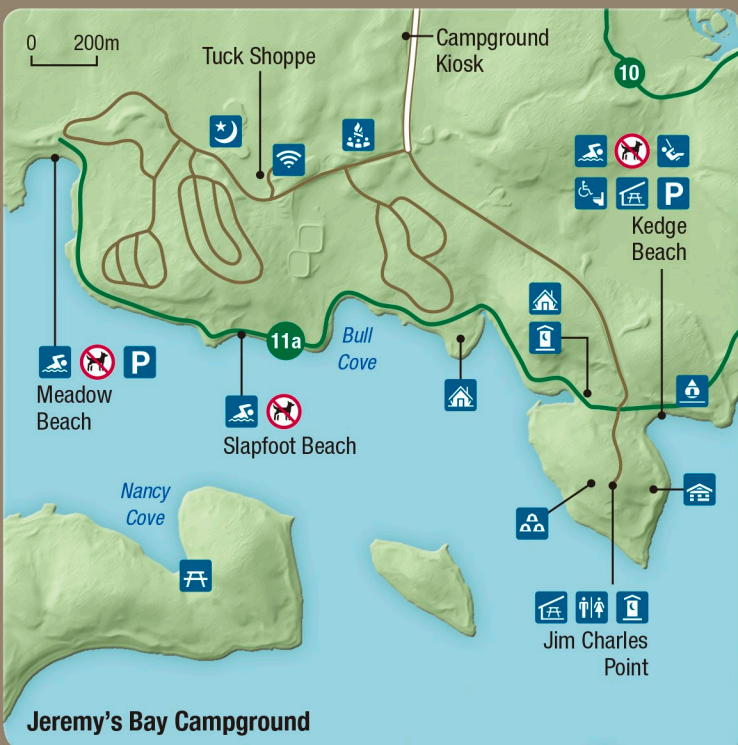 0 200m
Tuck Shoppe
Campground
Kiosk
10
P
Kedge
Beach
11a
Bull
Cove
P
Meadow
Beach
Slapfoot Beach
Nancy
Cove
Jim Charles
Point
Jeremy's Bay Campground